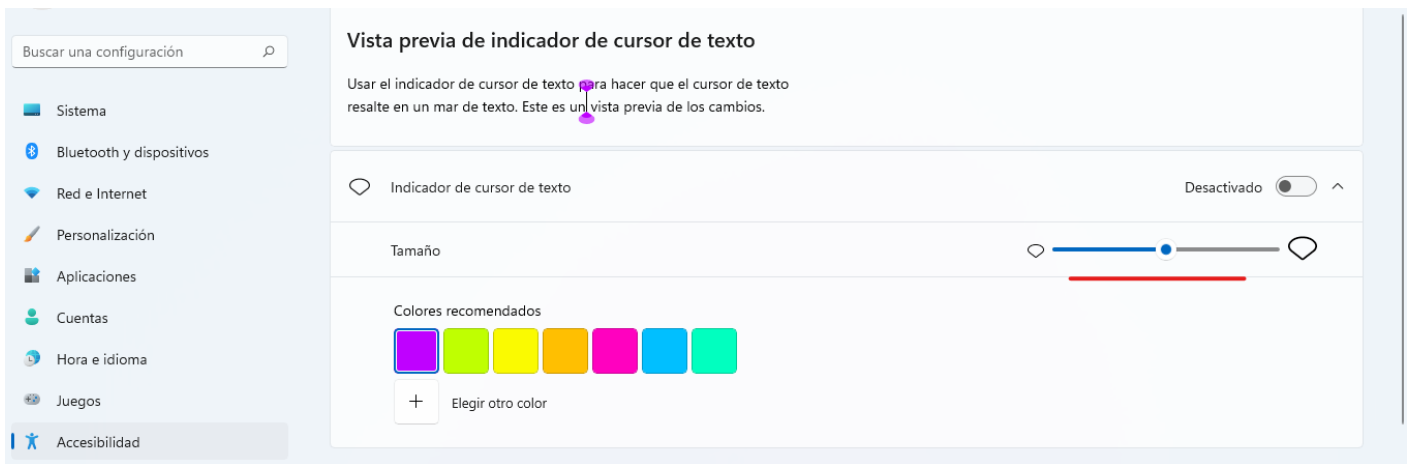 Buscar una configuración
Sistema
Bluetooth y dispositivos
Red e Internet
Personalización
Aplicaciones
Cuentas
Hora e idioma
Juegos
Accesibilidad
Vista previa de indicador de cursor de texto
Usar el indicador de cursor de texto para hacer que el cursor de texto
resalte en un mar de texto. Este es un vista previa de los cambios.
Indicador de cursor de texto
Desactivado
Tamaño
Colores recomendados
Elegir otro color